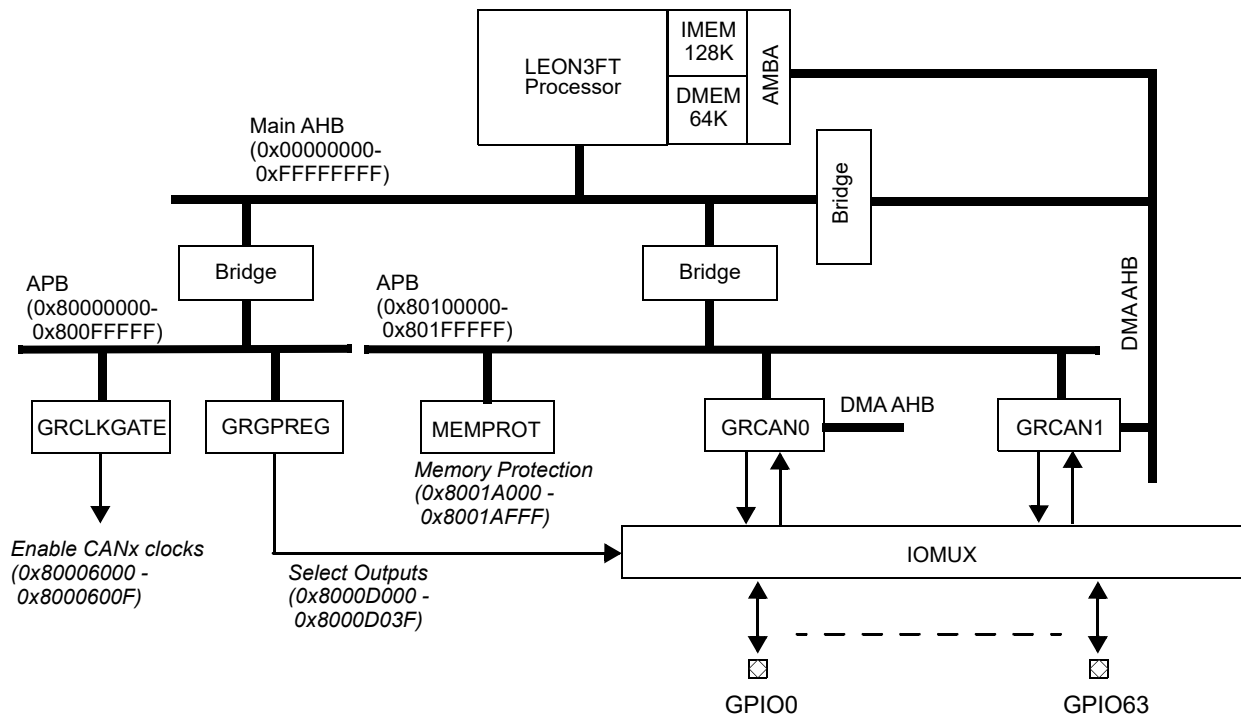 LEON3FT
Processor
IMEM
128K
DMEM
64K
AMBA
Main AHB
(0x00000000-
0xFFFFFFFF)
Bridge
Bridge
Bridge
DMA AHB
APB
(0x80000000-
0x800FFFFF)
APB
(0x80100000-
0x801FFFFF)
GRCLKGATE
GRGPREG
MEMPROT
GRCAN0
DMA AHB
GRCAN1
Memory Protection
(0x8001A000 -
0x8001AFFF)
Enable CANx clocks
(0x80006000 -
0x8000600F)
Select Outputs
(0x8000D000 -
0x8000D03F)
IOMUX
GPIO0
GPIO63